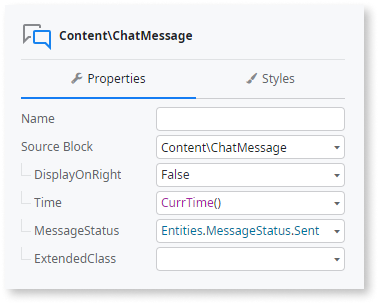 Content\ChatMessage
Properties Styles
Name
Source Block Content\ChatMessage
DisplayOnRight False
Time CurrTime()
MessageStatus Entities.MessageStatus.Sent
ExtendedClass